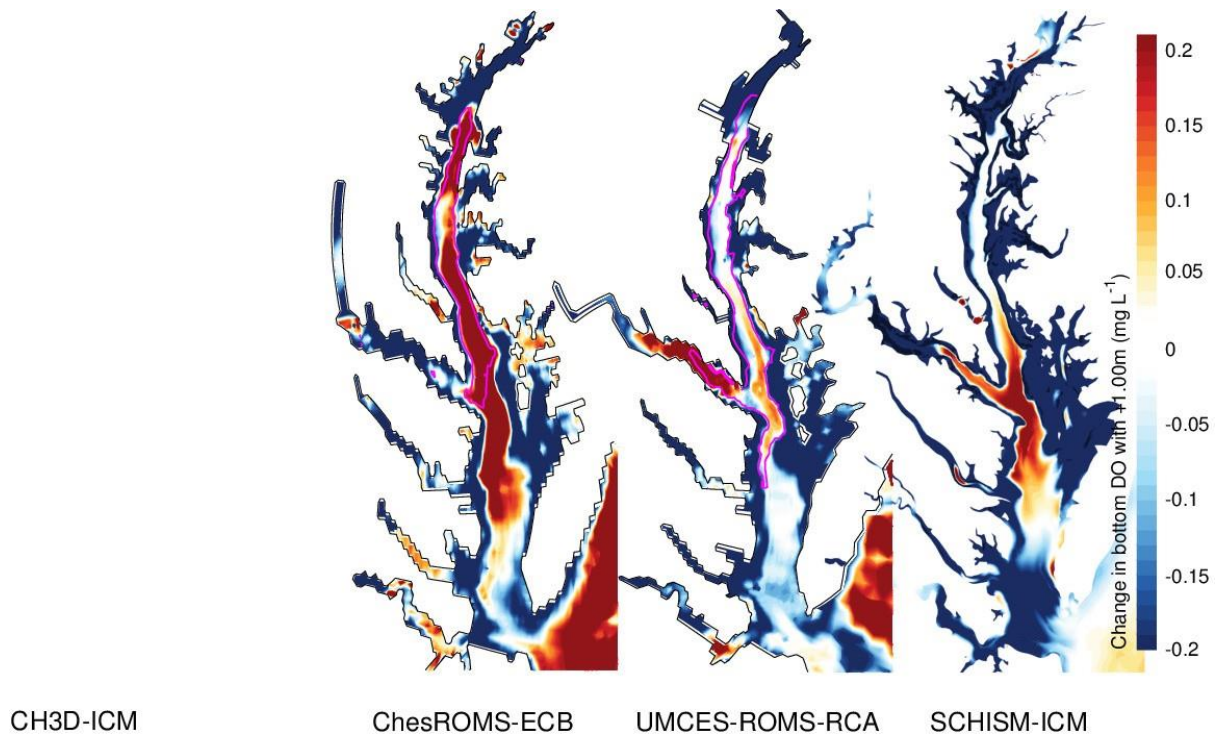 0.2
0.15
0.1
0.05
0
-0.05
-0.1
-0.15
-0.2
Change in bottom DO with +1.00m (mg L⁻¹)
CH3D-ICM
ChesROMS-ECB
UMCES-ROMS-RCA
SCHISM-ICM